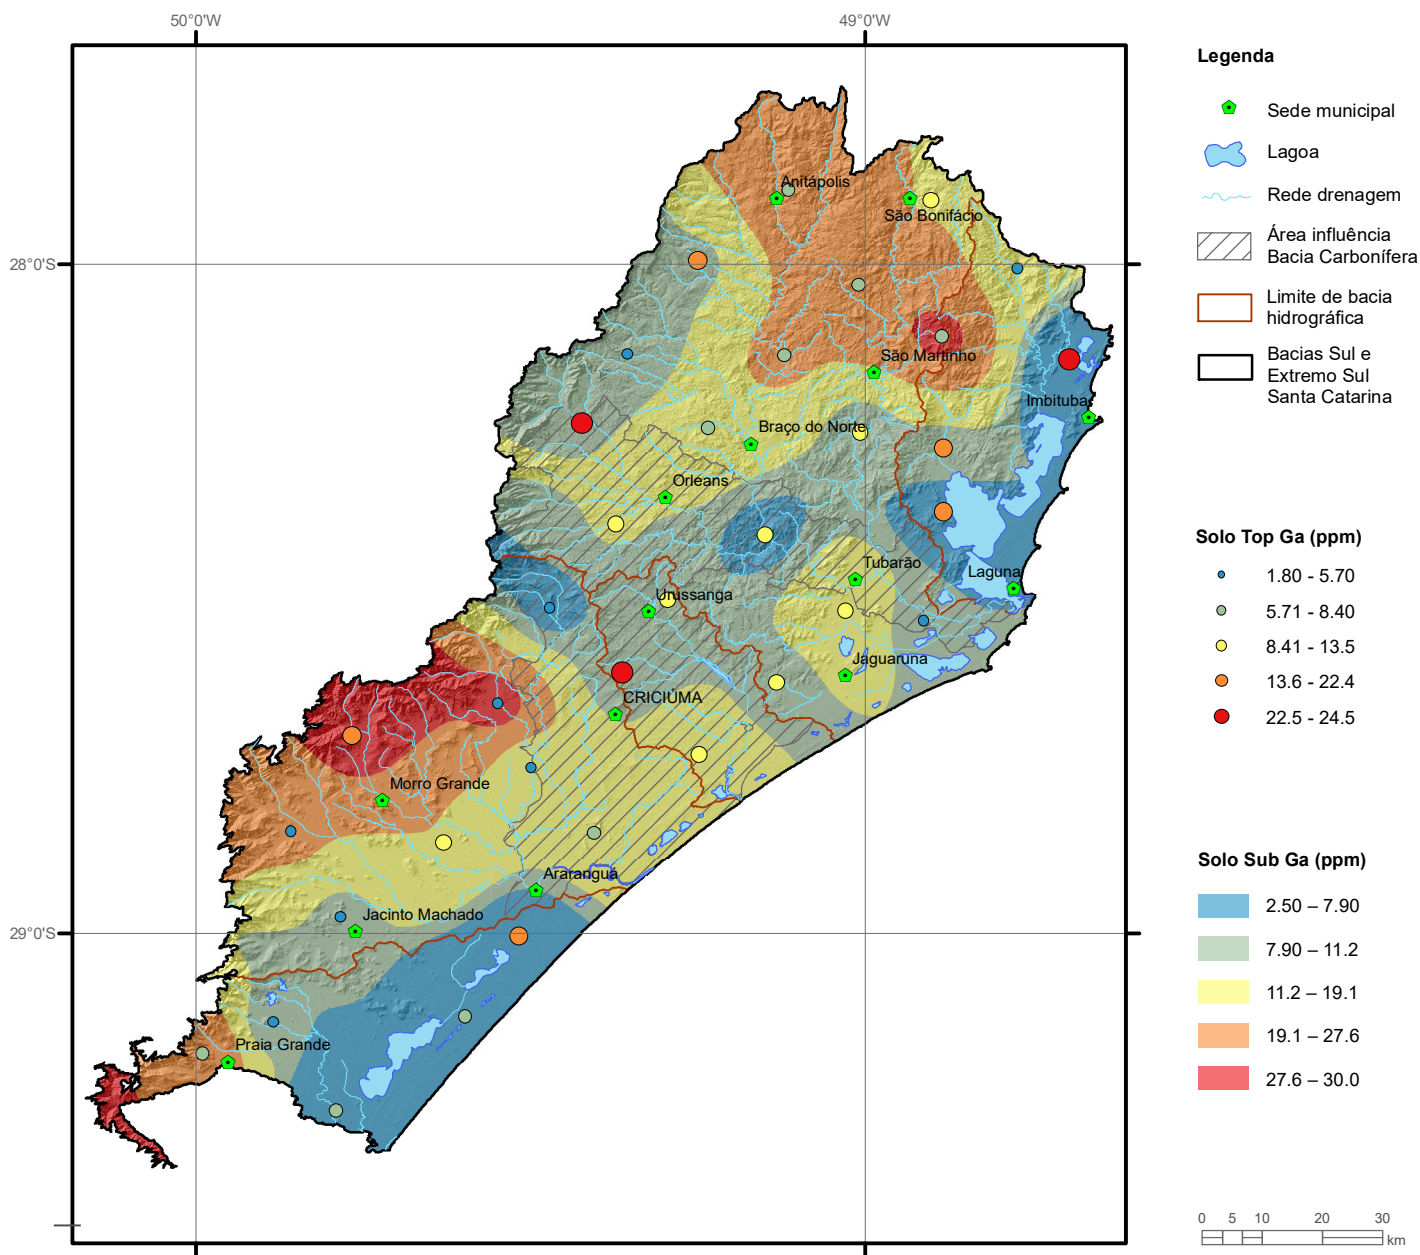 50°0'W
49°0'W
28°0'S
29°0'S
Anitápolis
São Bonifácio
São Martinho
Imbituba
Braço do Norte
Orleans
Tubarão
Laguna
Urussanga
Jaguaruna
CRICIÚMA
Morro Grande
Araranguá
Jacinto Machado
Praia Grande
Legenda
Sede municipal
Lagoa
Rede drenagem
Área influência
Bacia Carbonífera
Limite de bacia
hidrográfica
Bacias Sul e
Extremo Sul
Santa Catarina
Solo Top Ga (ppm)
1.80 - 5.70
5.71 - 8.40
8.41 - 13.5
13.6 - 22.4
22.5 - 24.5
Solo Sub Ga (ppm)
2.50 – 7.90
7.90 – 11.2
11.2 – 19.1
19.1 – 27.6
27.6 – 30.0
0 5 10 20 30
km